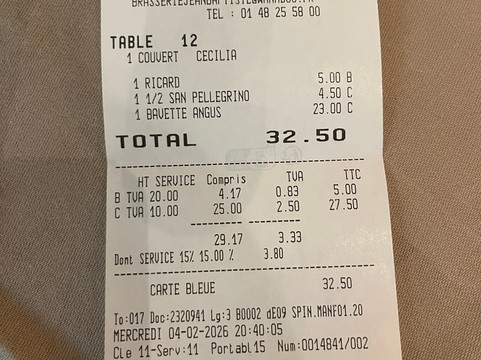 TEL : 01 48 25 58 00
TABLE 12
1 COUVERT CECILIA
1 RICARD 5.00 B
1 1/2 SAN PELLEGRINO 4.50 C
1 BAVETTE ANGUS 23.00 C
TOTAL 32.50
HT SERVICE Compris TVA TTC
B TVA 20.00 4.17 0.83 5.00
C TVA 10.00 25.00 2.50 27.50
29.17 3.33
Dont SERVICE 15% 15.00 % 3.80
CARTE BLEUE 32.50
To:017 Doc:2320941 Lg:3 B0002 dE09 SPIN.MANF01.20
MERCREDI 04-02-2026 20:40:05
Cle 11-Serv:11 Portabl15 Num:0014841/002